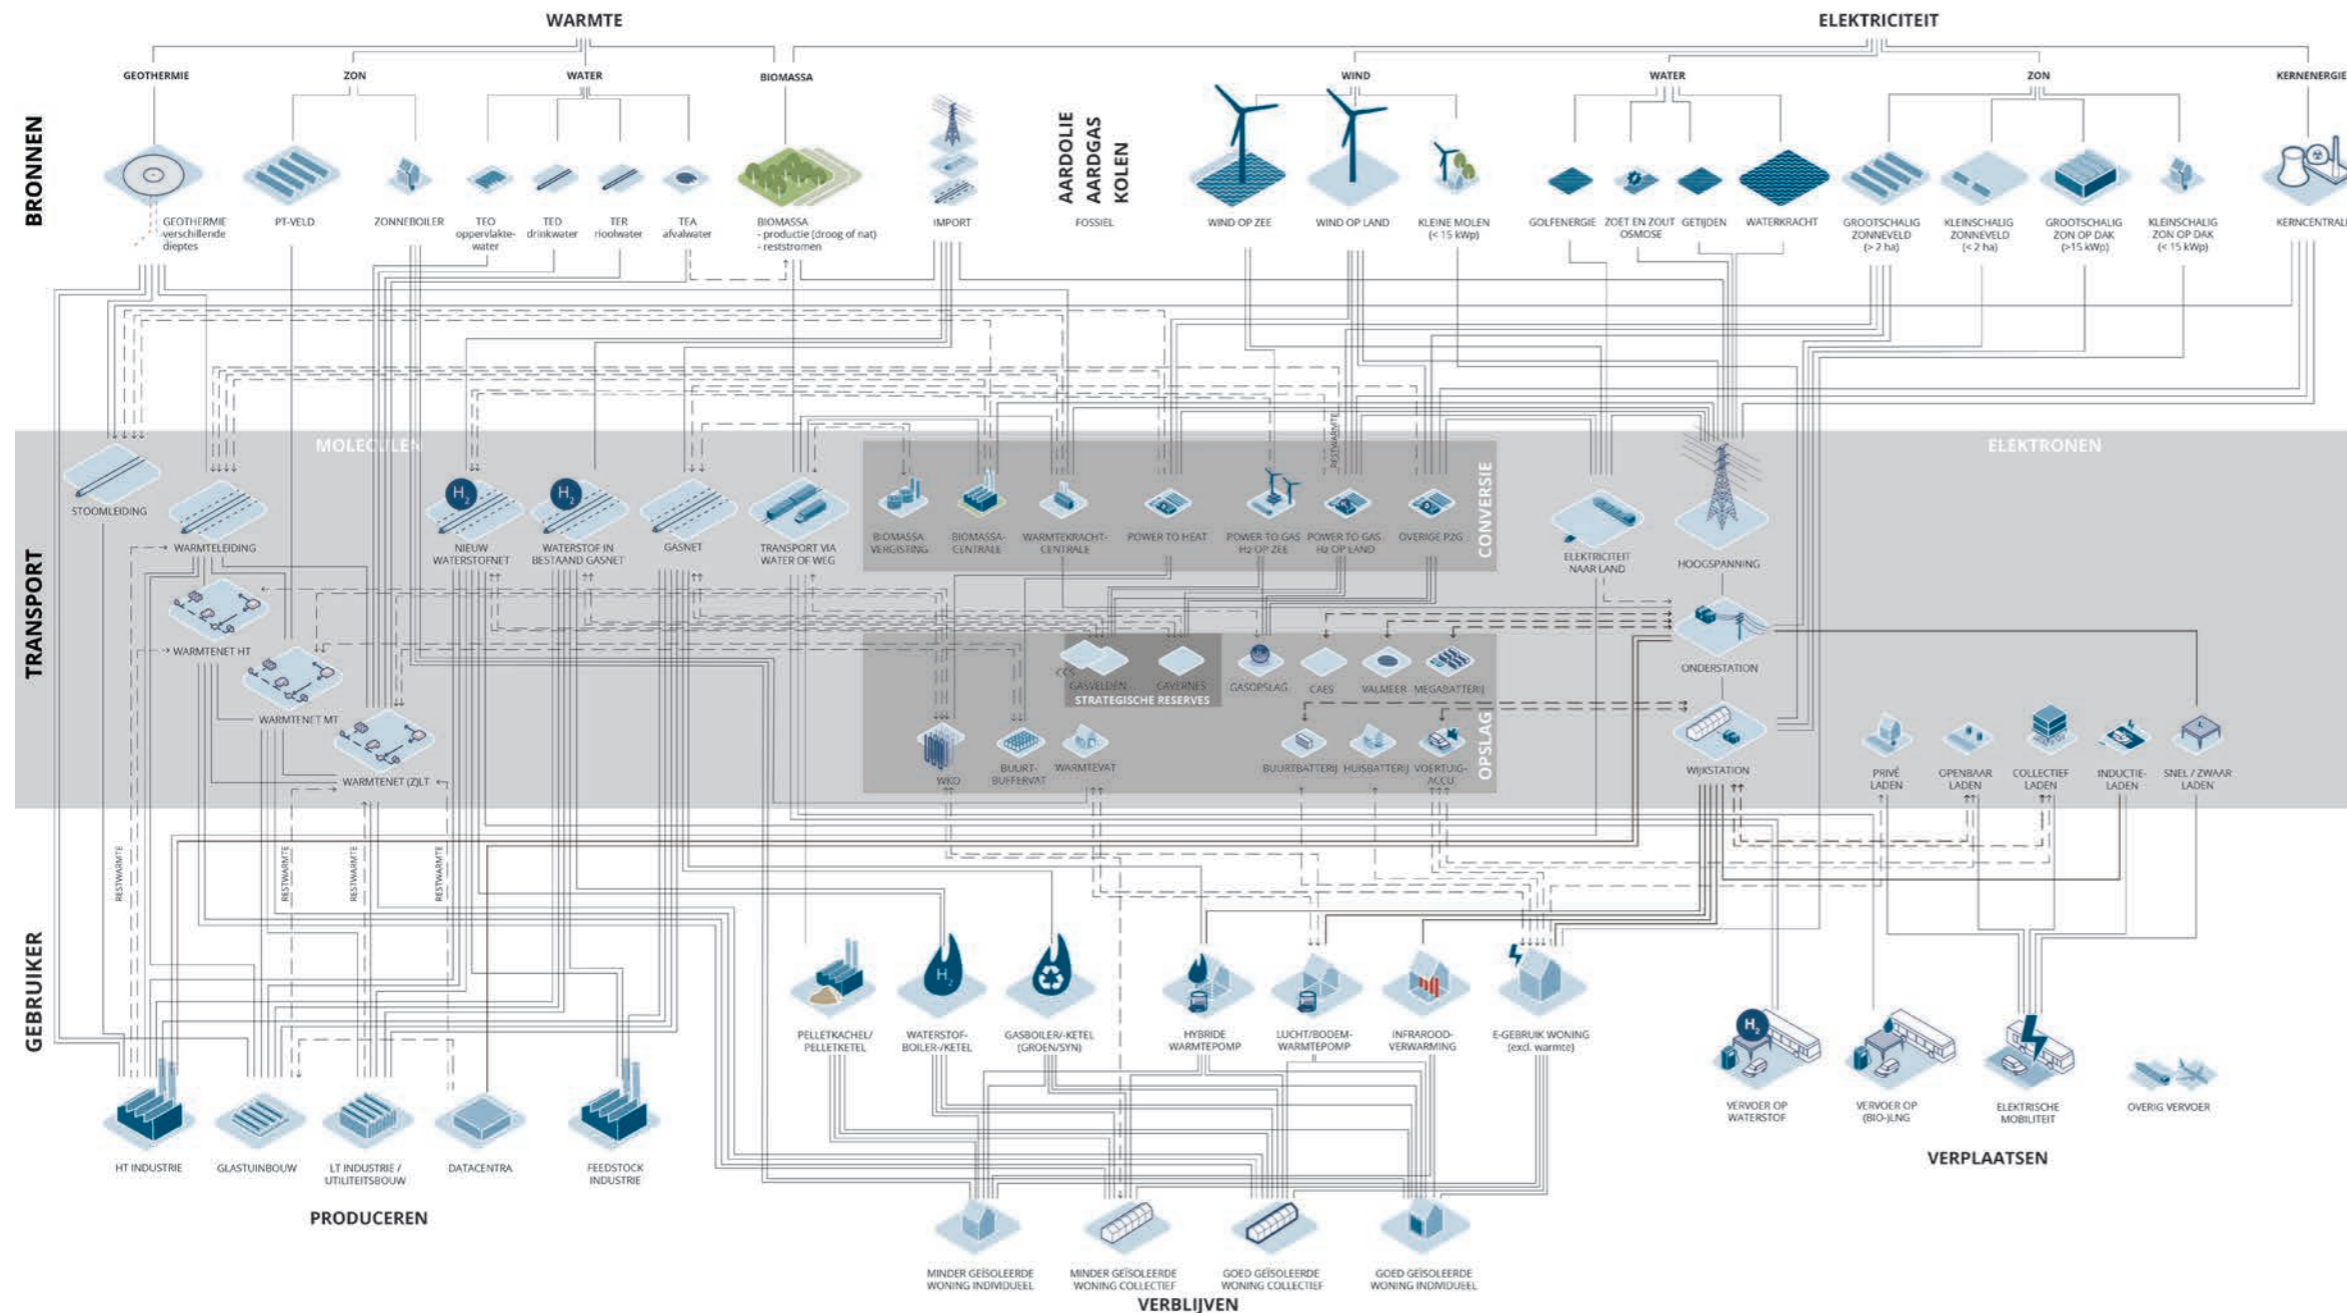 WARMTE
ELEKTRICITEIT
GEOTHERMIE
ZON
WATER
BIOMASSA
WIND
WATER
ZON
KERNENERGIE
BRONNEN
GEOTHERMIE
verschillende
dieptes
PT-VELD
ZONNEBOILER
TEO
oppervlakte-
water
TED
drinkwater
TER
rioolwater
TEA
afvalwater
BIOMASSA
- productie (droog of nat)
- reststromen
IMPORT
AARDOLIE
AARDGAS
KOLEN
FOSSIEL
WIND OP ZEE
WIND OP LAND
KLEINE MOLEN
(< 15 kWp)
GOLFENERGIE
ZOET EN ZOUT
OSMOSE
GETIJDEN
WATERKRACHT
GROOTSCHALIG
ZONNEVELD
(> 2 ha)
KLEINSCHALIG
ZONNEVELD
(< 2 ha)
GROOTSCHALIG
ZON OP DAK
(>15 kWp)
KLEINSCHALIG
ZON OP DAK
(< 15 kWp)
KERNCENTRALE
TRANSPORT
MOLECULEN
ELEKTRONEN
STOOMLEIDING
WARMTELEIDING
H2
NIEUW
WATERSTOFNET
H2
WATERSTOF IN
BESTAAND GASNET
GASNET
TRANSPORT VIA
WATER OF WEG
RESTWARMTE
CONVERSIE
BIOMASSA
VERGISTING
BIOMASSA-
CENTRALE
WARMTEKRACHT-
CENTRALE
POWER TO HEAT
POWER TO GAS
H2 OP ZEE
POWER TO GAS
H2 OP LAND
OVERIGE P2G
ELEKTRICITEIT
NAAR LAND
HOOGSPANNING
WARMTENET HT
WARMTENET MT
WARMTENET (Z)LT
CCS
GASVELDEN
CAVERNES
STRATEGISCHE RESERVES
GASOPSLAG
CAES
VALMEER
MEGABATTERIJ
ONDERSTATION
OPSLAG
WKO
BUURT-
BUFFERVAT
WARMTEVAT
BUURTBATTERIJ
HUISBATTERIJ
VOERTUIG-
ACCU
WIJKSTATION
PRIVÉ
LADEN
OPENBAAR
LADEN
COLLECTIEF
LADEN
INDUCTIE-
LADEN
SNEL / ZWAAR
LADEN
GEBRUIKER
RESTWARMTE
RESTWARMTE
RESTWARMTE
RESTWARMTE
PELLETKACHEL/
PELLETKETEL
H2
WATERSTOF-
BOILER-/KETEL
GASBOILER/-KETEL
(GROEN/SYN)
HYBRIDE
WARMTEPOMP
LUCHT/BODEM-
WARMTEPOMP
INFRAROOD-
VERWARMING
E-GEBRUIK WONING
(excl. warmte)
H2
VERVOER OP
WATERSTOF
VERVOER OP
(BIO-)LNG
ELEKTRISCHE
MOBILITEIT
OVERIG VERVOER
VERPLAATSEN
HT INDUSTRIE
GLASTUINBOUW
LT INDUSTRIE /
UTILITEITSBOUW
DATACENTRA
FEEDSTOCK
INDUSTRIE
PRODUCEREN
MINDER GEÏSOLEERDE
WONING INDIVIDUEEL
MINDER GEÏSOLEERDE
WONING COLLECTIEF
GOED GEÏSOLEERDE
WONING COLLECTIEF
GOED GEÏSOLEERDE
WONING INDIVIDUEEL
VERBLIJVEN